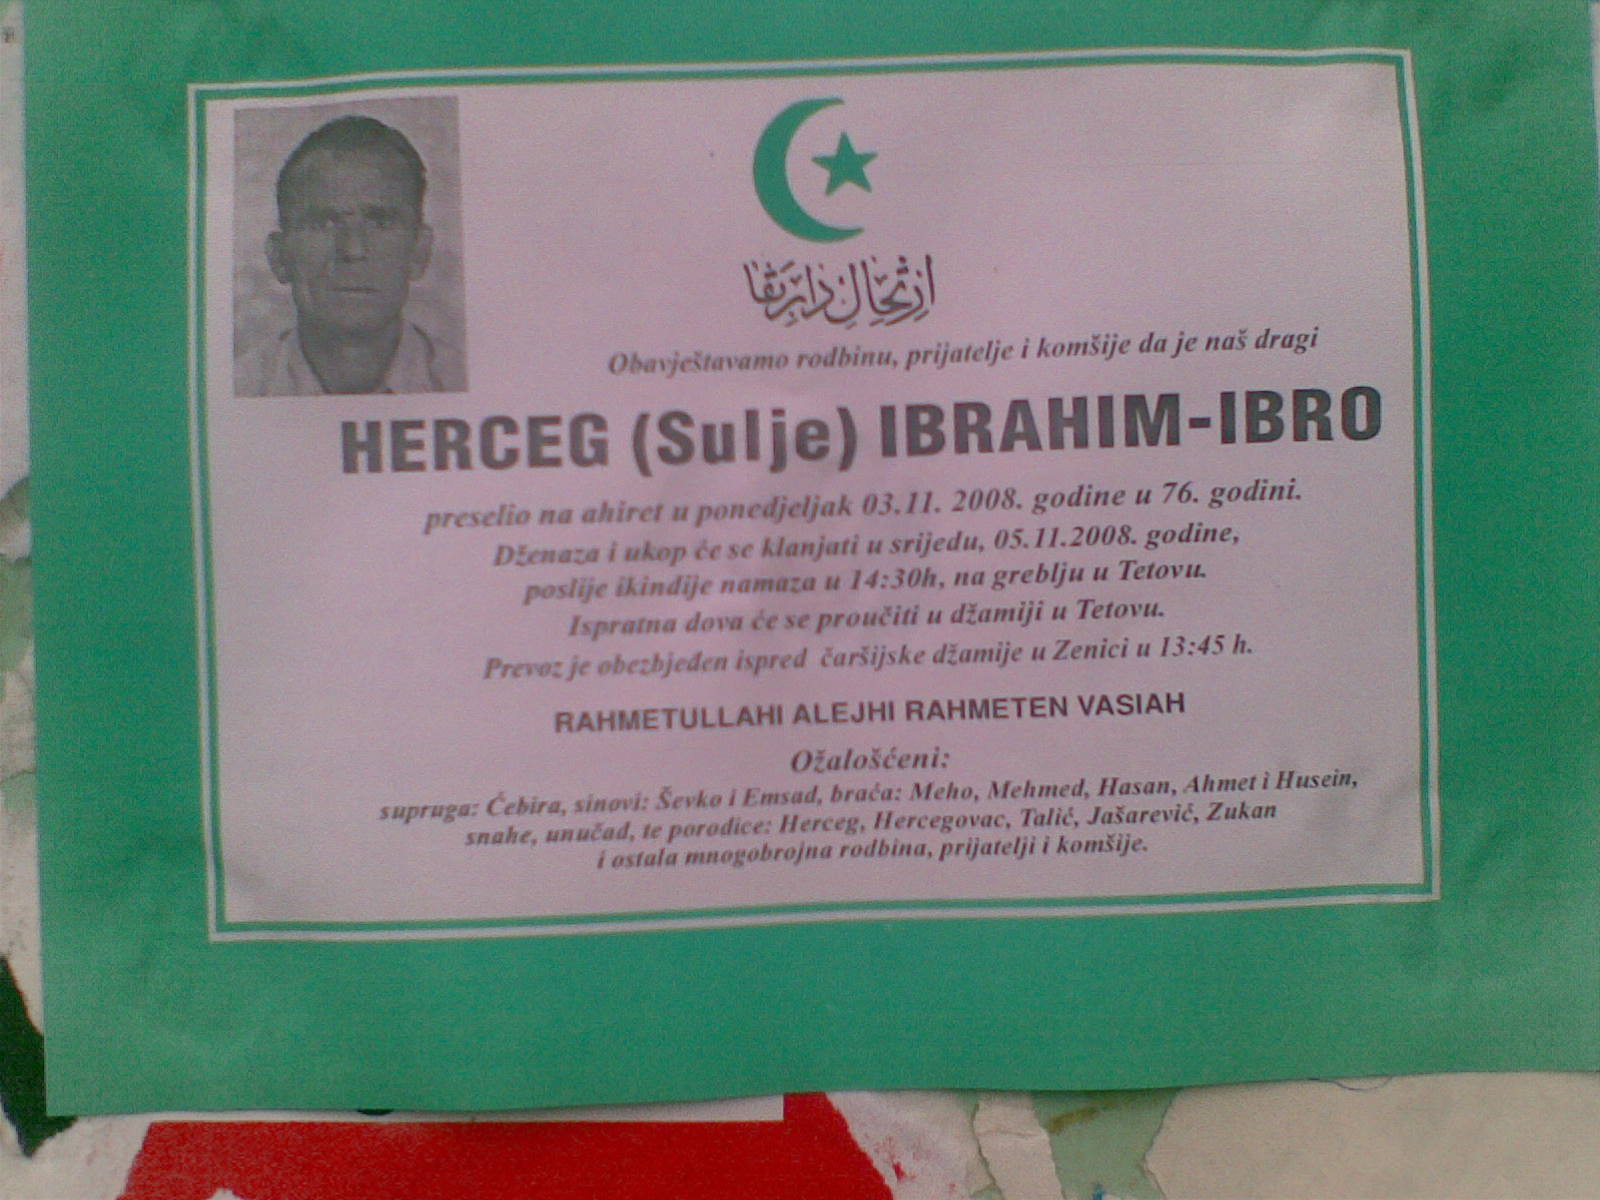 ارتحال دار بقا
Obavještavamo rodbinu, prijatelje i komšije da je naš dragi
HERCEG (Sulje) IBRAHIM-IBRO
preselio na ahiret u ponedjeljak 03.11. 2008. godine u 76. godini.
Dženaza i ukop će se klanjati u srijedu, 05.11.2008. godine,
poslije ikindije namaza u 14:30h, na greblju u Tetovu.
Ispratna dova će se proučiti u džamiji u Tetovu.
Prevoz je obezbjeđen ispred čaršijske džamije u Zenici u 13:45 h.
RAHMETULLAHI ALEJHI RAHMETEN VASIAH
Ožalošćeni:
supruga: Ćebira, sinovi: Ševko i Emsad, braća: Meho, Mehmed, Hasan, Ahmet i Husein,
snahe, unučad, te porodice: Herceg, Hercegovac, Talić, Jašarević, Zukan
i ostala mnogobrojna rodbina, prijatelji i komšije.